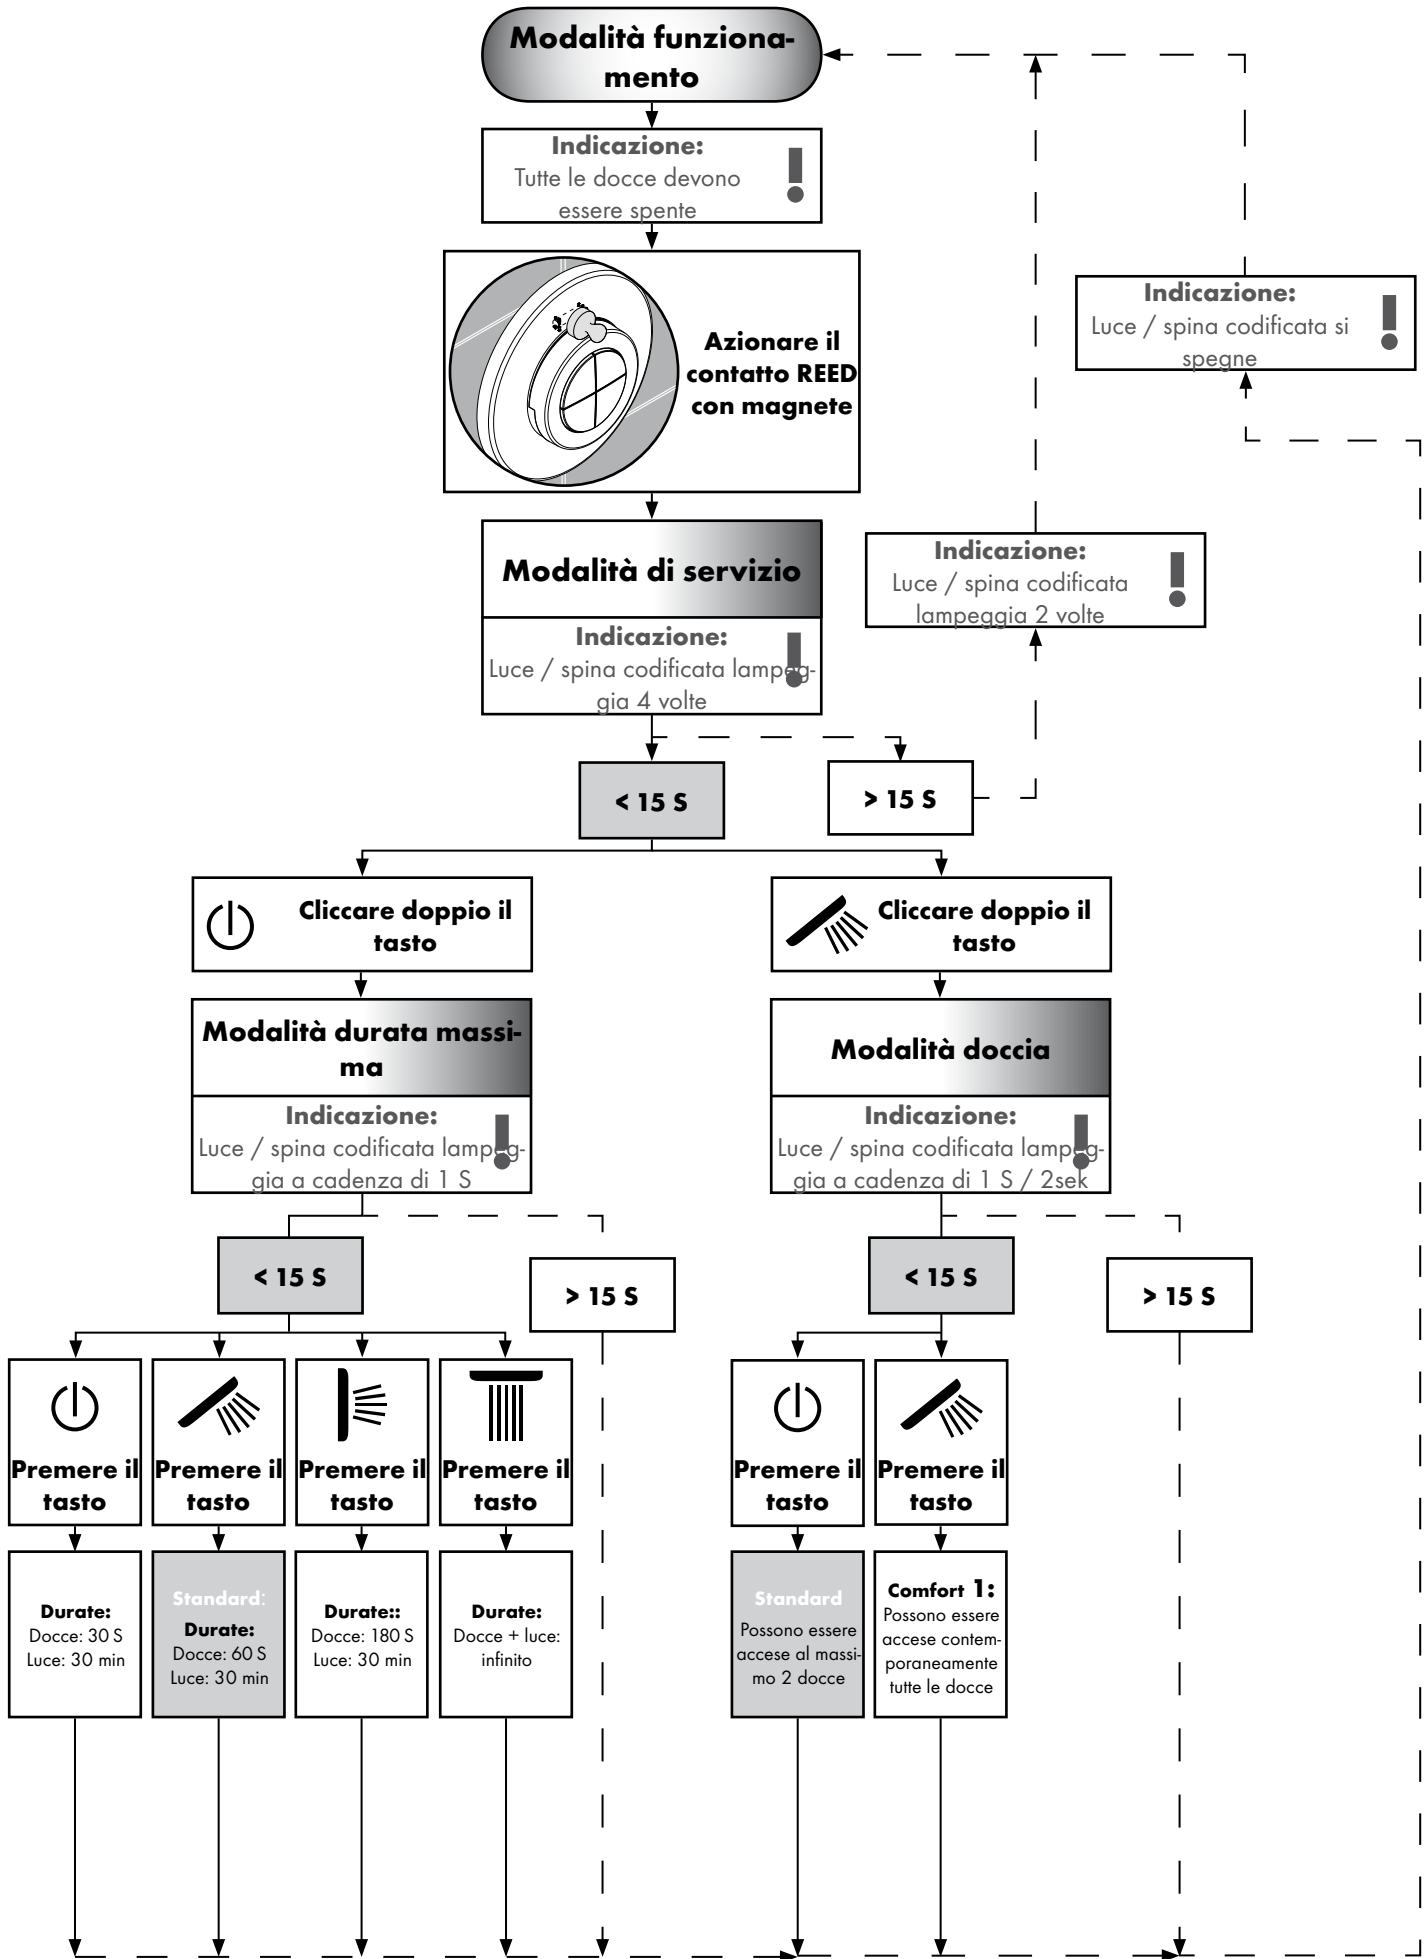 Modalità funziona-
mento
Indicazione:
Tutte le docce devono
essere spente
Azionare il
contatto REED
con magnete
Indicazione:
Luce / spina codificata si
spegne
Modalità di servizio
Indicazione:
Luce / spina codificata lampeg-
gia 4 volte
Indicazione:
Luce / spina codificata
lampeggia 2 volte
< 15 S
> 15 S
Cliccare doppio il
tasto
Cliccare doppio il
tasto
Modalità durata massi-
ma
Indicazione:
Luce / spina codificata lampeg-
gia a cadenza di 1 S
Modalità doccia
Indicazione:
Luce / spina codificata lampeg-
gia a cadenza di 1 S / 2sek
< 15 S
> 15 S
< 15 S
> 15 S
Premere il
tasto
Premere il
tasto
Premere il
tasto
Premere il
tasto
Premere il
tasto
Premere il
tasto
Durate:
Docce: 30 S
Luce: 30 min
Standard:
Durate:
Docce: 60 S
Luce: 30 min
Durate::
Docce: 180 S
Luce: 30 min
Durate:
Docce + luce:
infinito
Standard
Possono essere
accese al massi-
mo 2 docce
Comfort 1:
Possono essere
accese contem-
poraneamente
tutte le docce